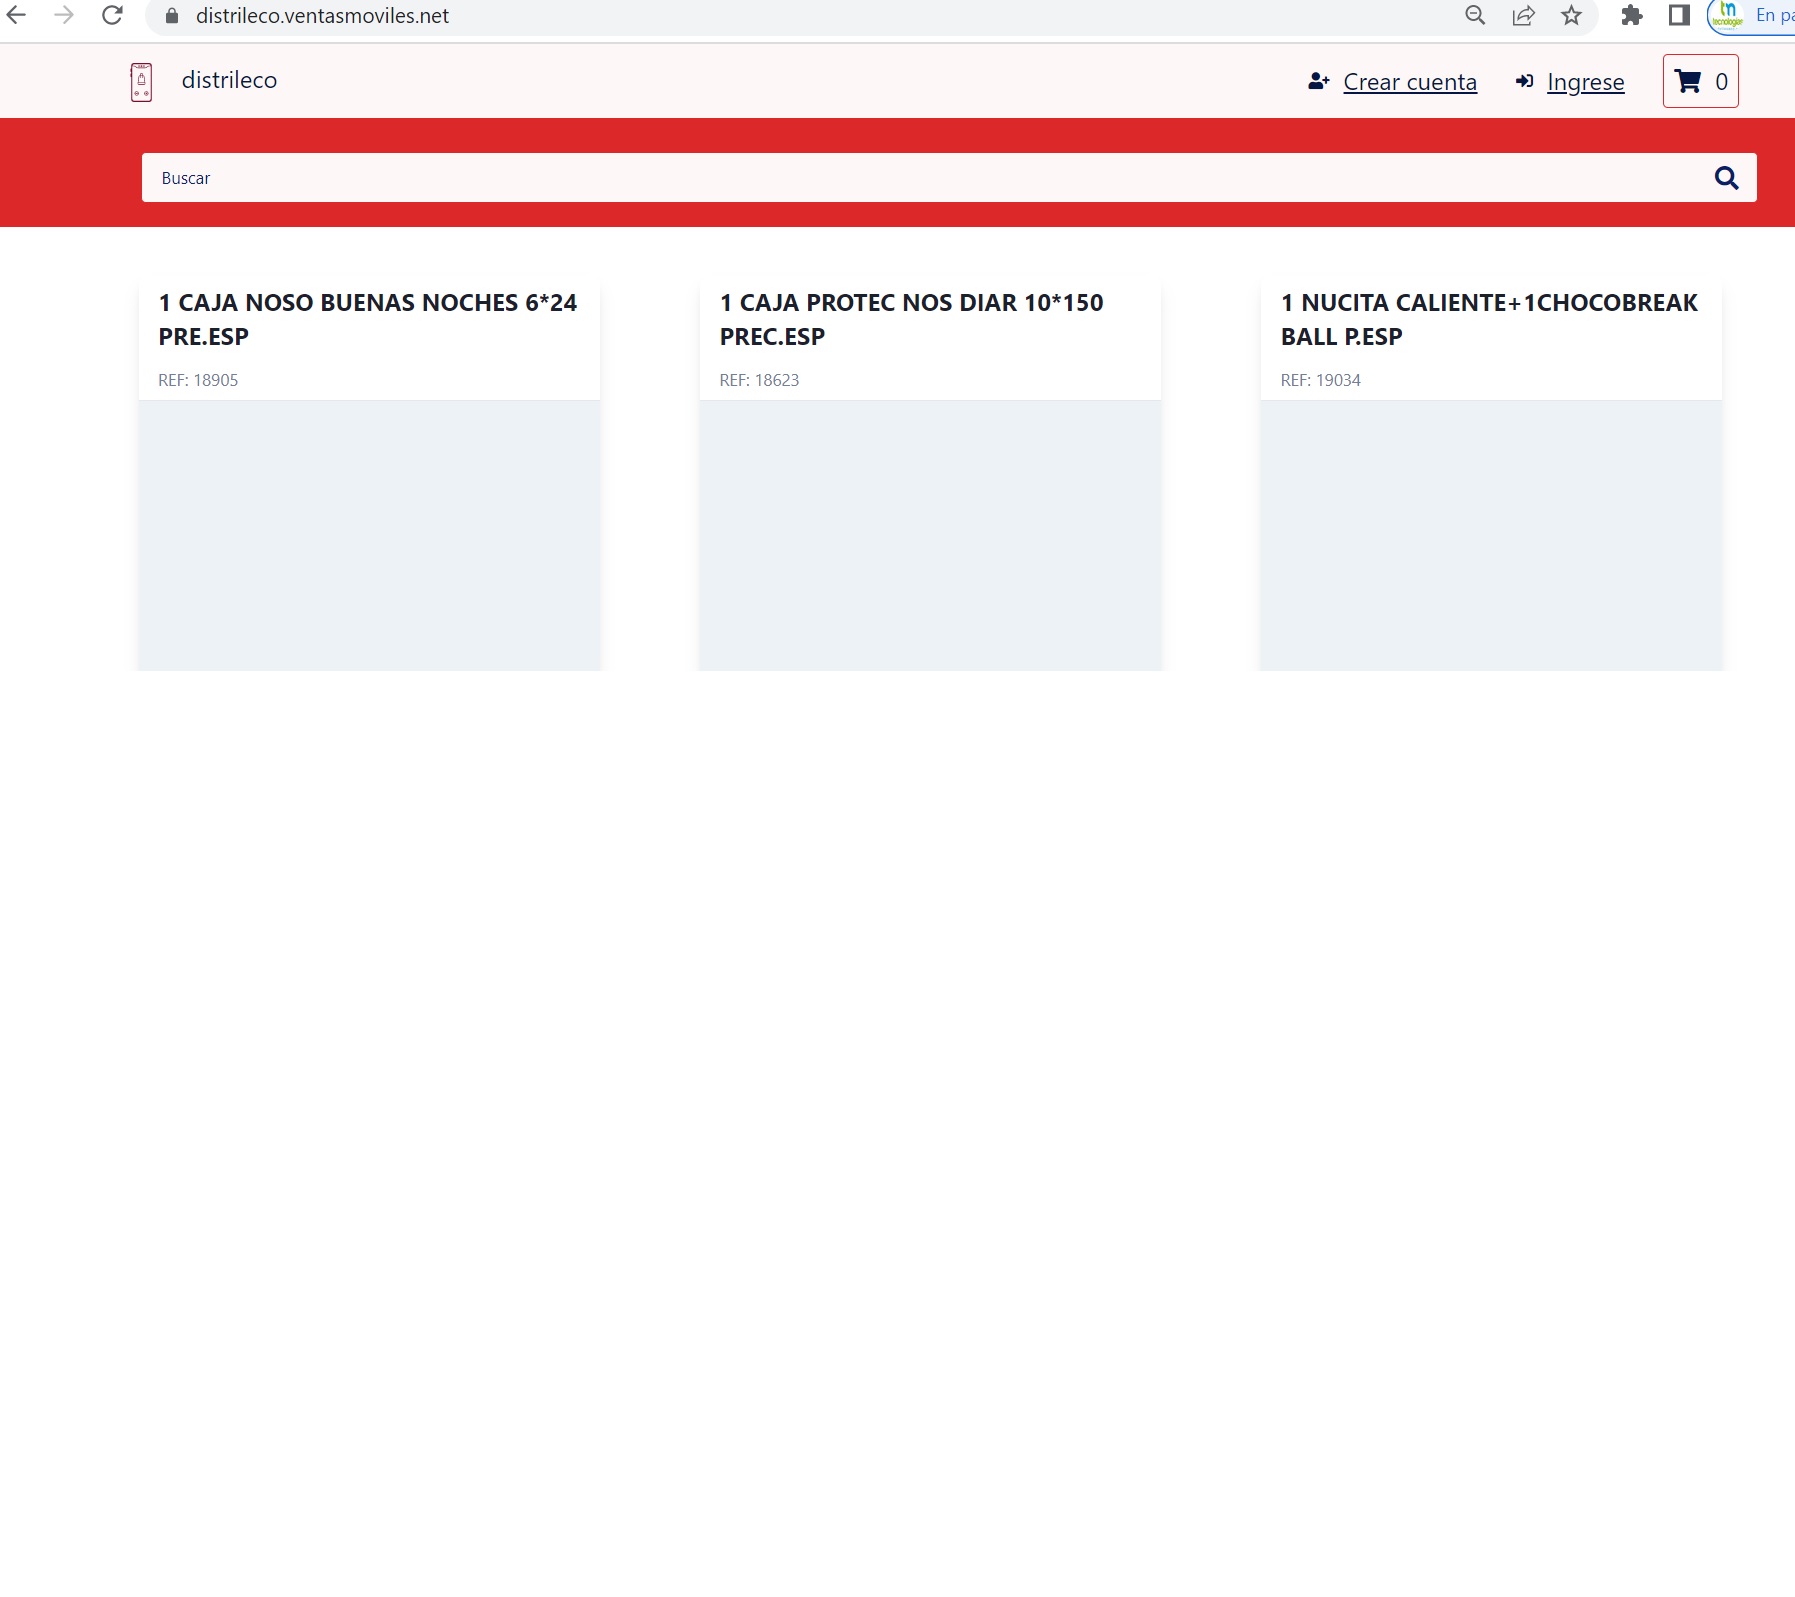 distrileco.ventasmoviles.net
En pa
distrileco
Crear cuenta
Ingrese
0
Buscar
1 CAJA NOSO BUENAS NOCHES 6*24
PRE.ESP
REF: 18905
1 CAJA PROTEC NOS DIAR 10*150
PREC.ESP
REF: 18623
1 NUCITA CALIENTE+1CHOCOBREAK
BALL P.ESP
REF: 19034